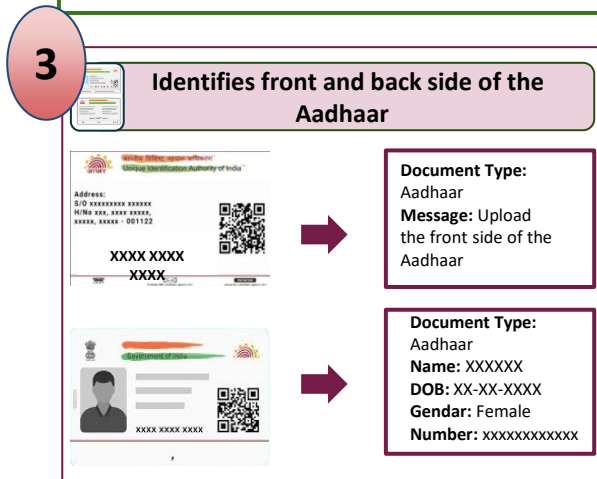 3
Identifies front and back side of the
Aadhaar
भारतीय विशिष्ट पहचान प्राधिकरण
Unique Identification Authority of India
Address:
S/O xxxxxxxxx xxxxxx
H/No xxx, xxxx xxxxx,
xxxxx, xxxxx - 001122
XXXX XXXX
XXXX
Document Type:
Aadhaar
Message: Upload
the front side of the
Aadhaar
Government of India
XXXX XXXX XXXX
Document Type:
Aadhaar
Name: XXXXXX
DOB: XX-XX-XXXX
Gendar: Female
Number: xxxxxxxxxxxx